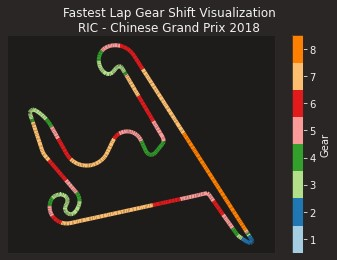 Fastest Lap Gear Shift Visualization
RIC - Chinese Grand Prix 2018
8
7
6
5
4
3
2
1
Gear